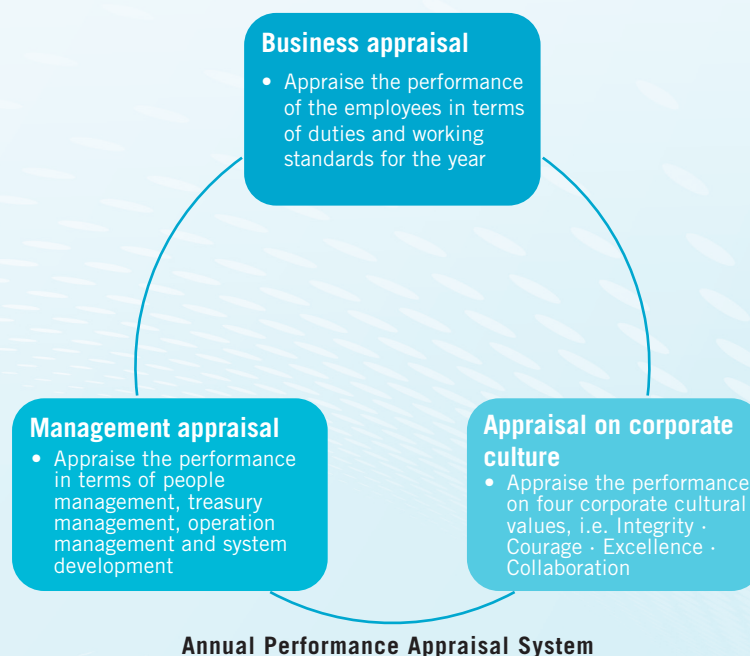 Business appraisal
• Appraise the performance
of the employees in terms
of duties and working
standards for the year
Management appraisal
• Appraise the performance
in terms of people
management, treasury
management, operation
management and system
development
Appraisal on corporate
culture
• Appraise the performance
on four corporate cultural
values, i.e. Integrity ·
Courage · Excellence ·
Collaboration
Annual Performance Appraisal System